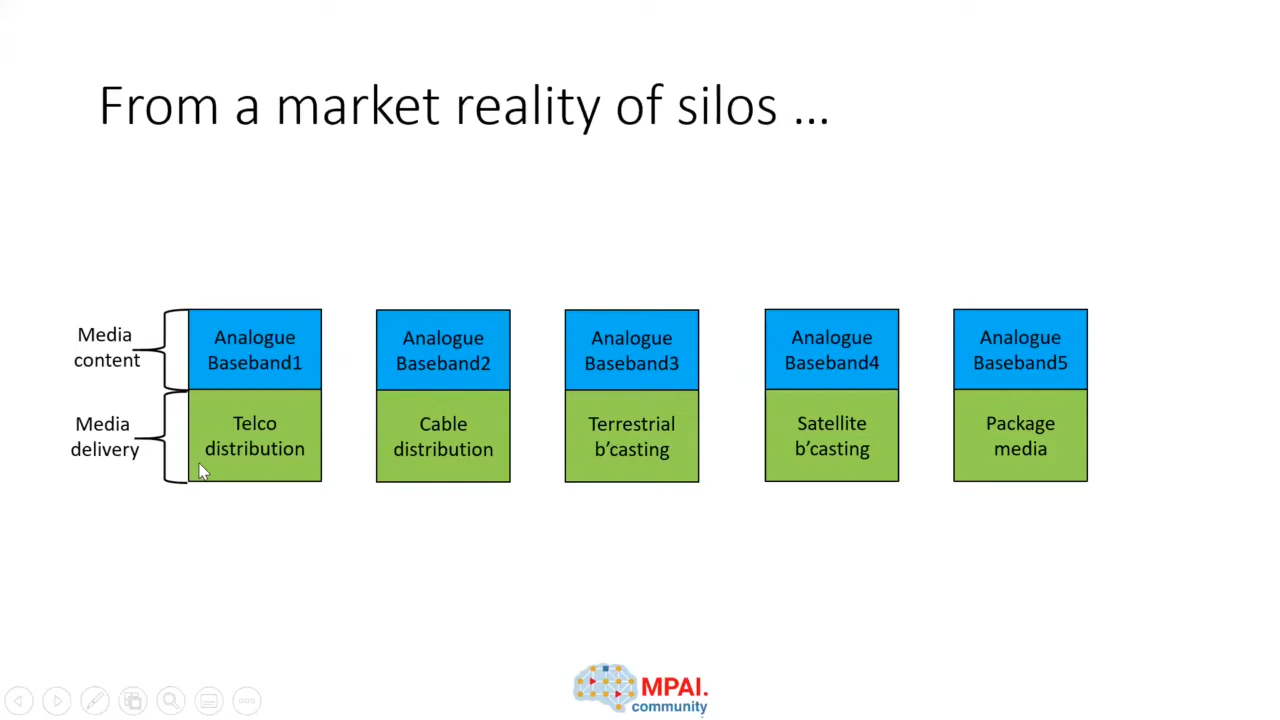 From a market reality of silos ...
Media
content
Analogue
Baseband1
Analogue
Baseband2
Analogue
Baseband3
Analogue
Baseband4
Analogue
Baseband5
Media
delivery
Telco
distribution
Cable
distribution
Terrestrial
b’casting
Satellite
b’casting
Package
media
MPAI.
community